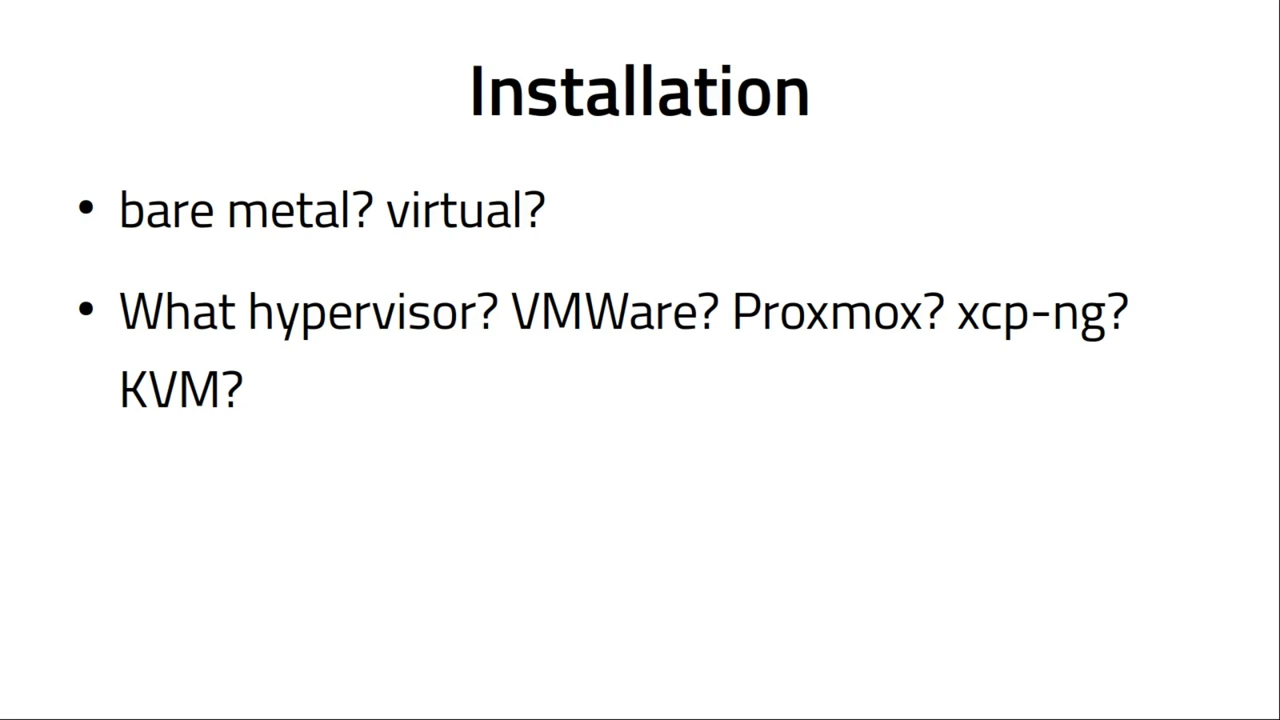 Installation
• bare metal? virtual?
• What hypervisor? VMWare? Proxmox? xcp-ng?
KVM?